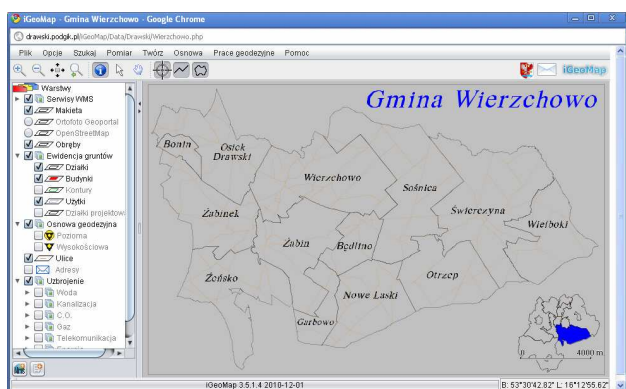 iGeoMap - Gmina Wierzchowo - Google Chrome
drawski.podgik.pl/iGeoMap/Data/Drawski/Wierzchowo.php
Plik Opcje Szukaj Pomiar Twórz Osnowa Prace geodezyjne Pomoc
iGeoMap
Warstwy
Serwisy WMS
Makieta
Ortofoto Geoportal
OpenStreetMap
Obręby
Ewidencja gruntów
Działki
Budynki
Kontury
Użytki
Działki projektow
Osnowa geodezyjna
Pozioma
Wysokościowa
Ulice
Adresy
Uzbrojenie
Woda
Kanalizacja
C.O.
Gaz
Telekomunikacja
Gmina Wierzchowo
Bonin
Osiek
Drawski
Wierzchowo
Sośnica
Świerczyna
Wielboki
Żabinek
Żabin
Będlino
Otrzep
Żeńsko
Nowe Laski
Garbowo
0 4000 m
iGeoMap 3.5.1.4 2010-12-01
B: 53°30'42.82" L: 16°12'55.62"